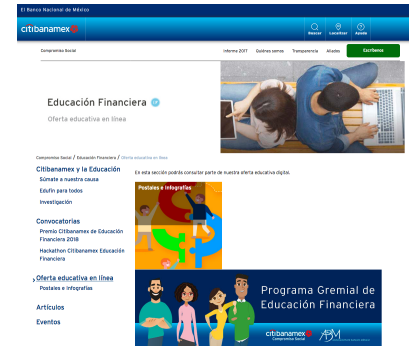 El Banco Nacional de México
citibanamex
Buscar Localizar Ayuda
Compromiso Social
Informe 2017 Quiénes somos Transparencia Aliados Escríbenos
Educación Financiera
Oferta educativa en línea
Compromiso Social / Educación Financiera / Oferta educativa en línea
Citibanamex y la Educación
En esta sección podrás consultar parte de nuestra oferta educativa digital.
Súmate a nuestra causa
Edufin para todos
Investigación
Postales e Infografías
Convocatorias
Premio Citibanamex de Educación
Financiera 2018
Hackathon Citibanamex Educación
Financiera
Oferta educativa en línea
Postales e Infografías
Artículos
Eventos
Programa Gremial de
Educación Financiera
citibanamex
Compromiso Social
ABM